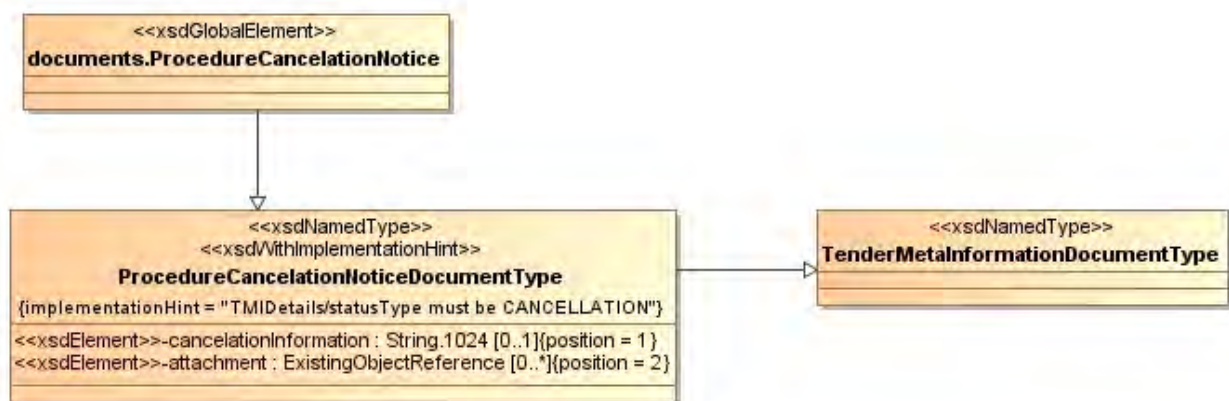 <<xsdGlobalElement>>
documents.ProcedureCancelationNotice
<<xsdNamedType>>
<<xsdWithImplementationHint>>
ProcedureCancelationNoticeDocumentType
{implementationHint = "TMIDetails/statusType must be CANCELLATION"}
<<xsdElement>>-cancelationInformation : String.1024 [0..1]{position = 1}
<<xsdElement>>-attachment : ExistingObjectReference [0..*]{position = 2}
<<xsdNamedType>>
TenderMetaInformationDocumentType